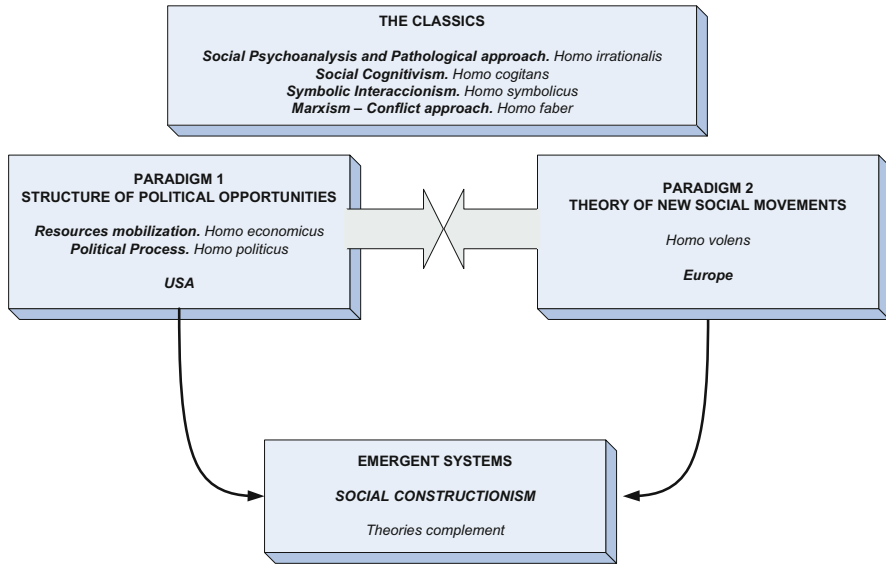 THE CLASSICS
Social Psychoanalysis and Pathological approach. Homo irrationalis
Social Cognitivism. Homo cogitans
Symbolic Interaccionism. Homo symbolicus
Marxism – Conflict approach. Homo faber
PARADIGM 1
STRUCTURE OF POLITICAL OPPORTUNITIES
Resources mobilization. Homo economicus
Political Process. Homo politicus
USA
PARADIGM 2
THEORY OF NEW SOCIAL MOVEMENTS
Homo volens
Europe
EMERGENT SYSTEMS
SOCIAL CONSTRUCTIONISM
Theories complement